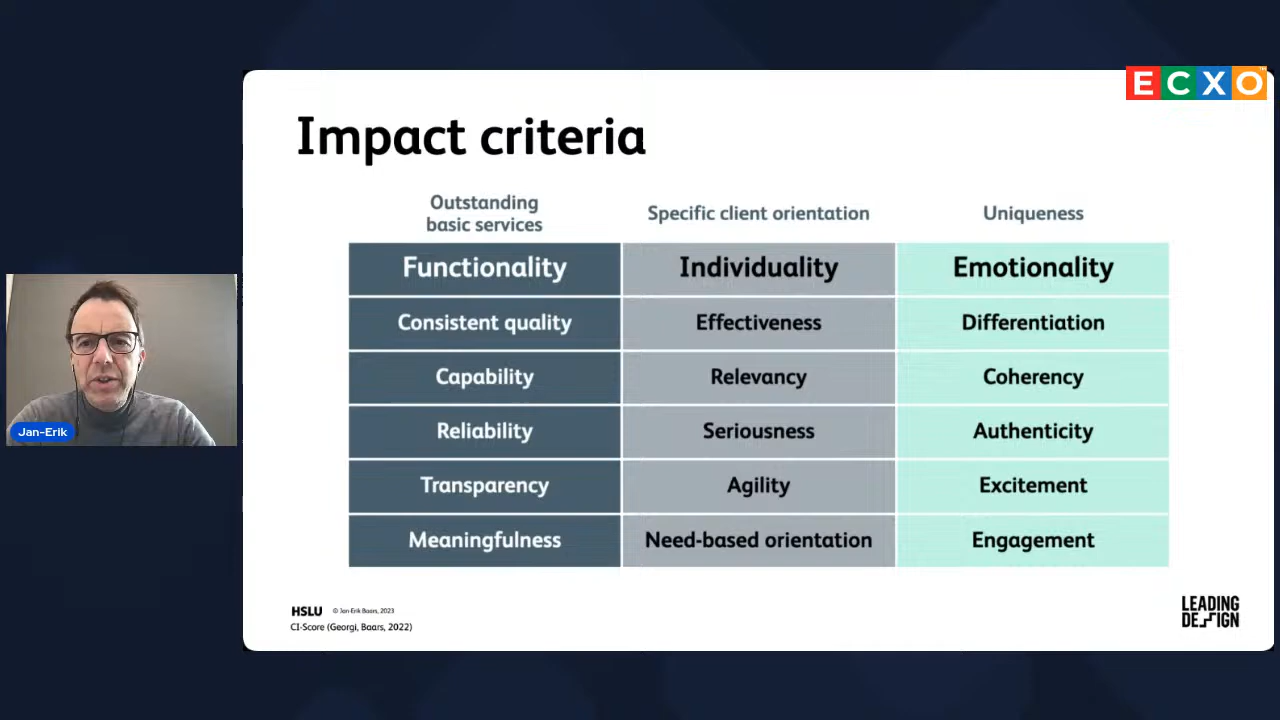 ECXO
Impact criteria
Outstanding
basic services
Specific client orientation
Uniqueness
Functionality
Individuality
Emotionality
Consistent quality
Effectiveness
Differentiation
Capability
Relevancy
Coherency
Reliability
Seriousness
Authenticity
Transparency
Agility
Excitement
Meaningfulness
Need-based orientation
Engagement
Jan-Erik
HSLU © Jan-Erik Baars, 2023
CI-Score (Georgi, Baars, 2022)
LEADING
DESIGN